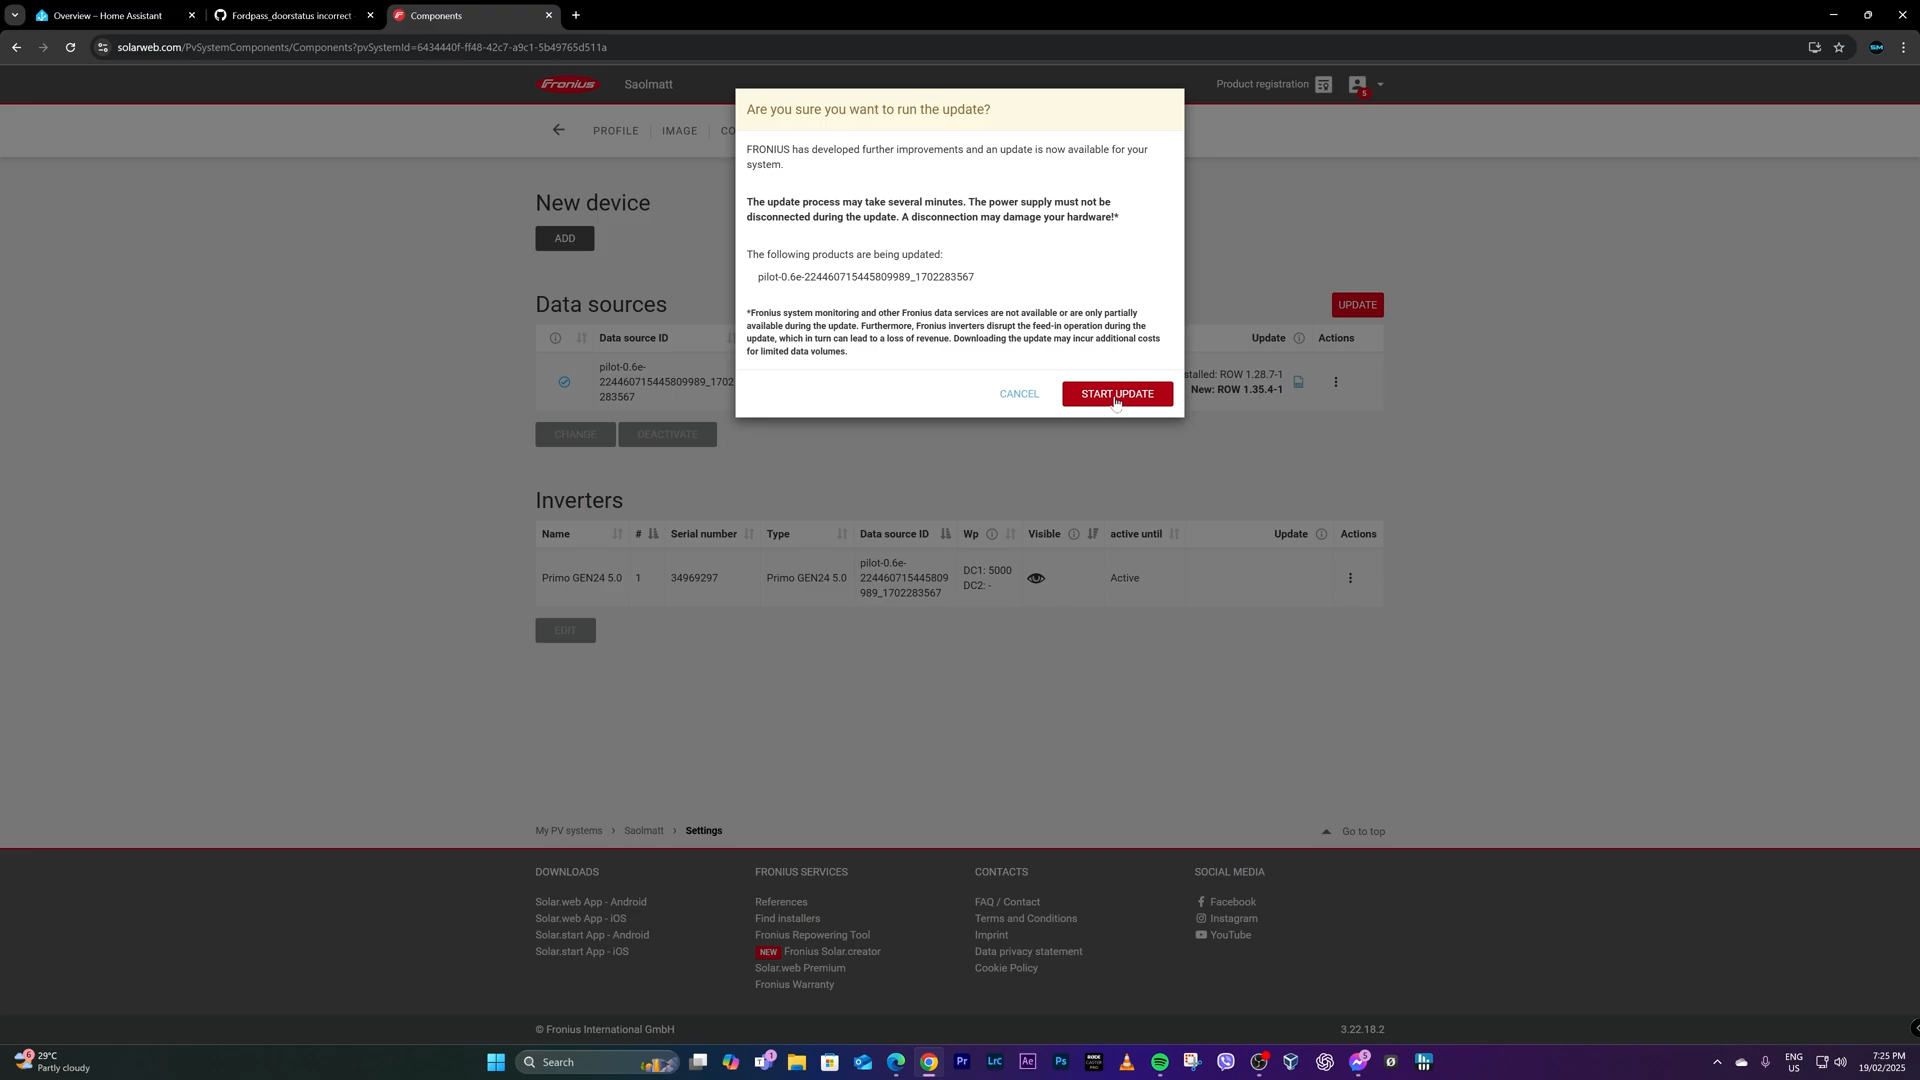 Overview – Home Assistant
Fordpass_doorstatus incorrect
Components
solarweb.com/PvSystemComponents/Components?pvSystemId=6434440f-ff48-42c7-a9c1-5b49765d511a
SM
Fronius
Saolmatt
Product registration
5
PROFILE
IMAGE
CO
Are you sure you want to run the update?
FRONIUS has developed further improvements and an update is now available for your
system.
The update process may take several minutes. The power supply must not be
disconnected during the update. A disconnection may damage your hardware!*
The following products are being updated:
pilot-0.6e-224460715445809989_1702283567
*Fronius system monitoring and other Fronius data services are not available or are only partially
available during the update. Furthermore, Fronius inverters disrupt the feed-in operation during the
update, which in turn can lead to a loss of revenue. Downloading the update may incur additional costs
for limited data volumes.
CANCEL
START UPDATE
New device
ADD
Data sources
UPDATE
Data source ID
Update
Actions
pilot-0.6e-
224460715445809989_1702
283567
stalled: ROW 1.28.7-1
New: ROW 1.35.4-1
CHANGE
DEACTIVATE
Inverters
Name
#
Serial number
Type
Data source ID
Wp
Visible
active until
Update
Actions
Primo GEN24 5.0
1
34969297
Primo GEN24 5.0
pilot-0.6e-
224460715445809
989_1702283567
DC1: 5000
DC2: -
Active
EDIT
My PV systems > Saolmatt > Settings
Go to top
DOWNLOADS
Solar.web App - Android
Solar.web App - iOS
Solar.start App - Android
Solar.start App - iOS
FRONIUS SERVICES
References
Find installers
Fronius Repowering Tool
NEW Fronius Solar.creator
Solar.web Premium
Fronius Warranty
CONTACTS
FAQ / Contact
Terms and Conditions
Imprint
Data privacy statement
Cookie Policy
SOCIAL MEDIA
Facebook
Instagram
YouTube
© Fronius International GmbH
3.22.18.2
6
29°C
Partly cloudy
Search
1
Pr
LrC
Ae
Ps
5
ENG
US
7:25 PM
19/02/2025